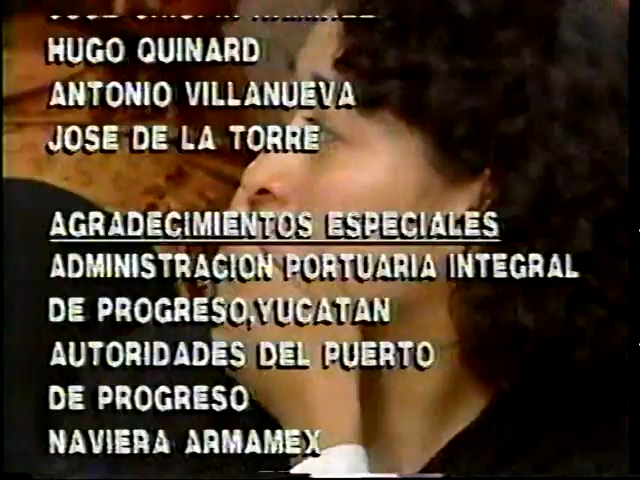 HUGO QUINARD
ANTONIO VILLANUEVA
JOSE DE LA TORRE
AGRADECIMIENTOS ESPECIALES
ADMINISTRACION PORTUARIA INTEGRAL
DE PROGRESO,YUCATAN
AUTORIDADES DEL PUERTO
DE PROGRESO
NAVIERA ARMAMEX